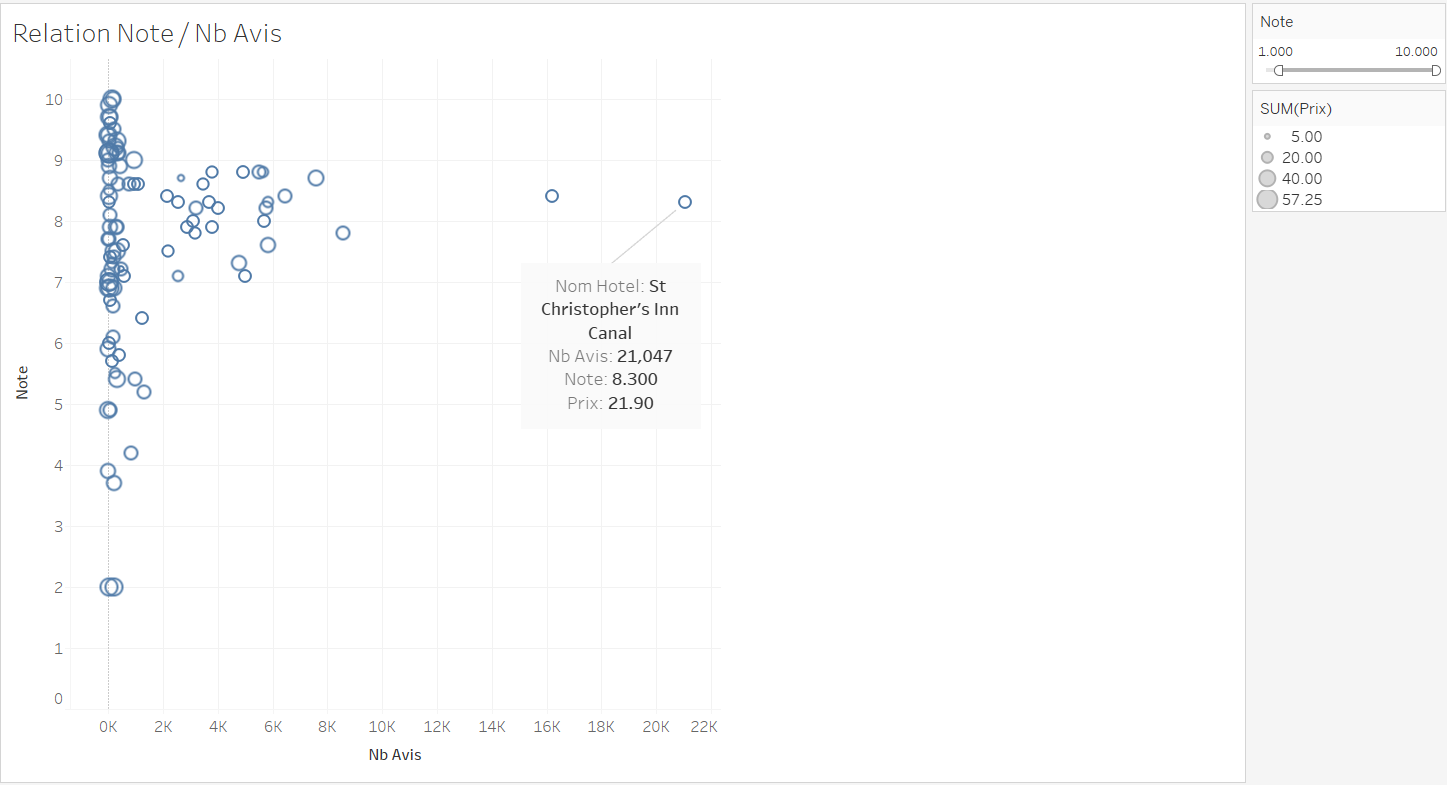 Relation Note / Nb Avis
10
9
8
7
6
5
4
3
2
1
0
Note
Nom Hotel: St
Christopher’s Inn
Canal
Nb Avis: 21,047
Note: 8.300
Prix: 21.90
0K 2K 4K 6K 8K 10K 12K 14K 16K 18K 20K 22K
Nb Avis
Note
1.000 10.000
SUM(Prix)
5.00
20.00
40.00
57.25